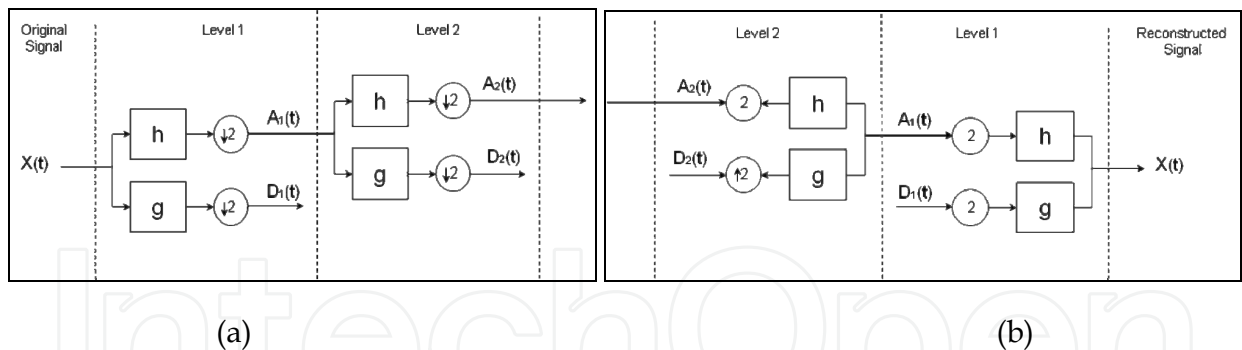 Original
Signal
Level 1
Level 2
h
↓2
A₁(t)
h
↓2
A₂(t)
X(t)
g
↓2
D₁(t)
g
↓2
D₂(t)
Level 2
Level 1
Reconstructed
Signal
A₂(t)
2
h
A₁(t)
2
h
D₂(t)
↑2
g
X(t)
D₁(t)
2
g
(a)
(b)
IntechOpen